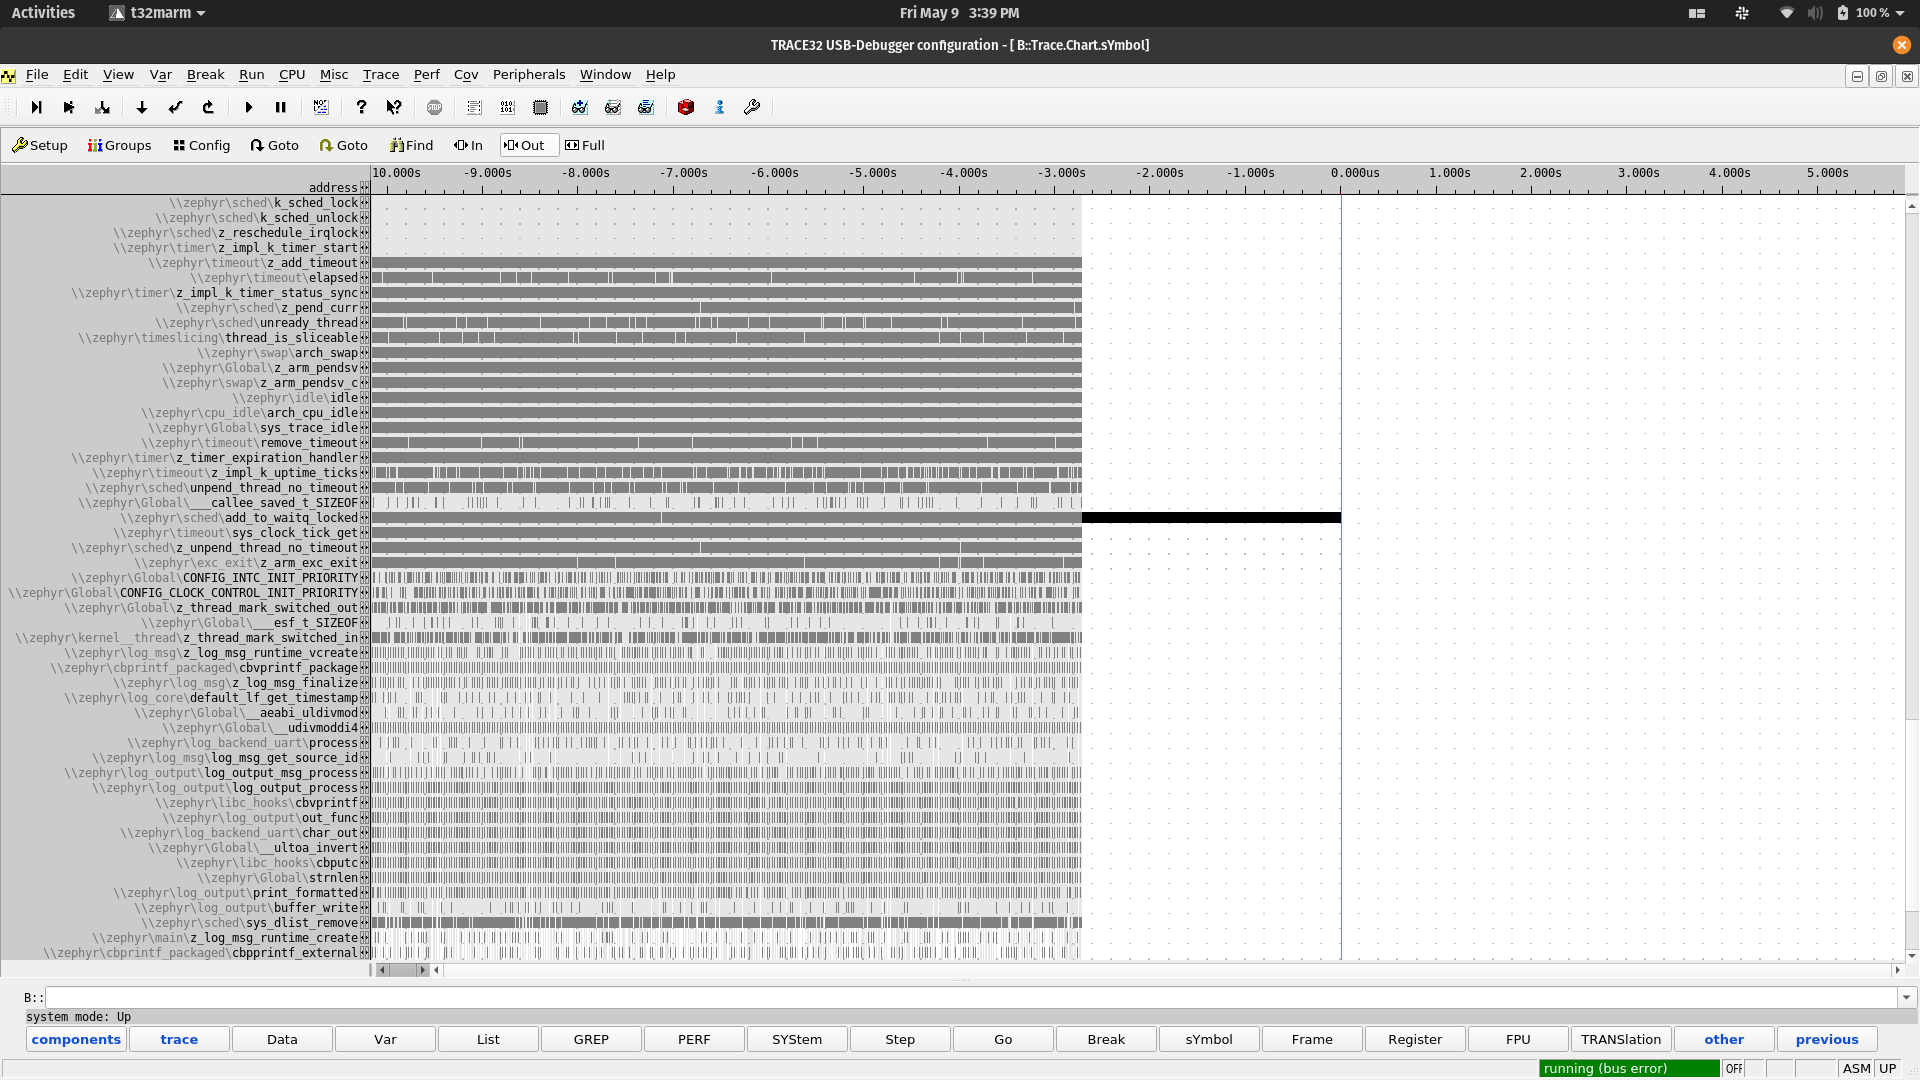 Activities t32marm Fri May 9 3:39 PM 100 %
TRACE32 USB-Debugger configuration - [ B::Trace.Chart.sYmbol]
File Edit View Var Break Run CPU Misc Trace Perf Cov Peripherals Window Help
Setup Groups Config Goto Goto Find In Out Full
10.000s -9.000s -8.000s -7.000s -6.000s -5.000s -4.000s -3.000s -2.000s -1.000s 0.000us 1.000s 2.000s 3.000s 4.000s 5.000s
address
\\zephyr\sched\k_sched_lock
\\zephyr\sched\k_sched_unlock
\\zephyr\sched\z_reschedule_irqlock
\\zephyr\timer\z_impl_k_timer_start
\\zephyr\timeout\z_add_timeout
\\zephyr\timeout\elapsed
\\zephyr\timer\z_impl_k_timer_status_sync
\\zephyr\sched\z_pend_curr
\\zephyr\sched\unready_thread
\\zephyr\timeslicing\thread_is_sliceable
\\zephyr\swap\arch_swap
\\zephyr\Global\z_arm_pendsv
\\zephyr\swap\z_arm_pendsv_c
\\zephyr\idle\idle
\\zephyr\cpu_idle\arch_cpu_idle
\\zephyr\Global\sys_trace_idle
\\zephyr\timeout\remove_timeout
\\zephyr\timer\z_timer_expiration_handler
\\zephyr\timeout\z_impl_k_uptime_ticks
\\zephyr\sched\unpend_thread_no_timeout
\\zephyr\Global\___callee_saved_t_SIZEOF
\\zephyr\sched\add_to_waitq_locked
\\zephyr\timeout\sys_clock_tick_get
\\zephyr\sched\z_unpend_thread_no_timeout
\\zephyr\exc_exit\z_arm_exc_exit
\\zephyr\Global\CONFIG_INTC_INIT_PRIORITY
\\zephyr\Global\CONFIG_CLOCK_CONTROL_INIT_PRIORITY
\\zephyr\Global\z_thread_mark_switched_out
\\zephyr\Global\___esf_t_SIZEOF
\\zephyr\kernel__thread\z_thread_mark_switched_in
\\zephyr\log_msg\z_log_msg_runtime_vcreate
\\zephyr\cbprintf_packaged\cbvprintf_package
\\zephyr\log_msg\z_log_msg_finalize
\\zephyr\log_core\default_lf_get_timestamp
\\zephyr\Global\__aeabi_uldivmod
\\zephyr\Global\__udivmoddi4
\\zephyr\log_backend_uart\process
\\zephyr\log_msg\log_msg_get_source_id
\\zephyr\log_output\log_output_msg_process
\\zephyr\log_output\log_output_process
\\zephyr\libc_hooks\cbvprintf
\\zephyr\log_output\out_func
\\zephyr\log_backend_uart\char_out
\\zephyr\Global\__ultoa_invert
\\zephyr\libc_hooks\cbputc
\\zephyr\Global\strnlen
\\zephyr\log_output\print_formatted
\\zephyr\log_output\buffer_write
\\zephyr\sched\sys_dlist_remove
\\zephyr\main\z_log_msg_runtime_create
\\zephyr\cbprintf_packaged\cbpprintf_external
B::
system mode: Up
components trace Data Var List GREP PERF SYStem Step Go Break sYmbol Frame Register FPU TRANSlation other previous
running (bus error) OFF ASM UP